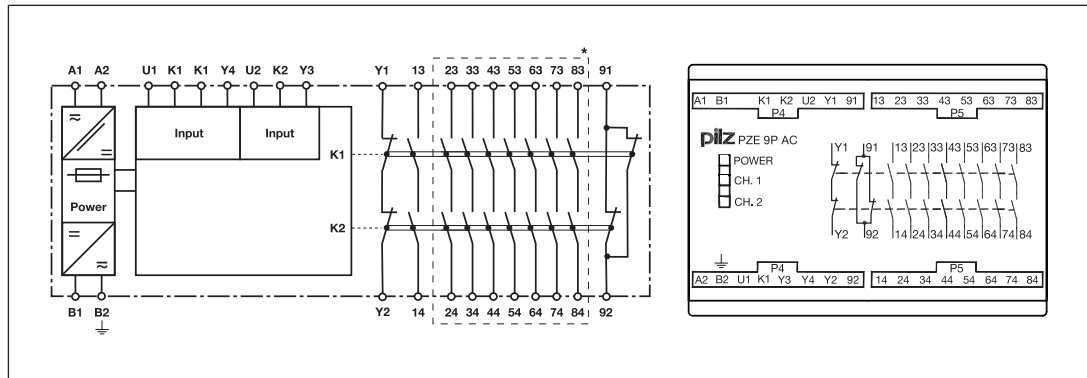 *
A1 A2 U1 K1 K1 Y4 U2 K2 Y3 Y1 13 23 33 43 53 63 73 83 91
Input Input
K1
Power
K2
B1 B2 Y2 14 24 34 44 54 64 74 84 92
A1 B1 K1 K2 U2 Y1 91 13 23 33 43 53 63 73 83
P4 P5
pilz PZE 9P AC
POWER
CH. 1
CH. 2
Y1 91 13 23 33 43 53 63 73 83
Y2 92 14 24 34 44 54 64 74 84
P4 P5
A2 B2 U1 K1 Y3 Y4 Y2 92 14 24 34 44 54 64 74 84